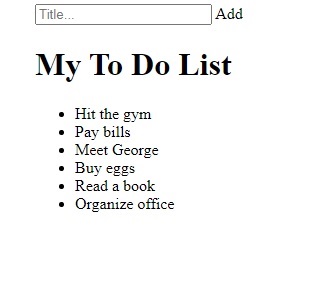 Title... Add
My To Do List
Hit the gym
Pay bills
Meet George
Buy eggs
Read a book
Organize office